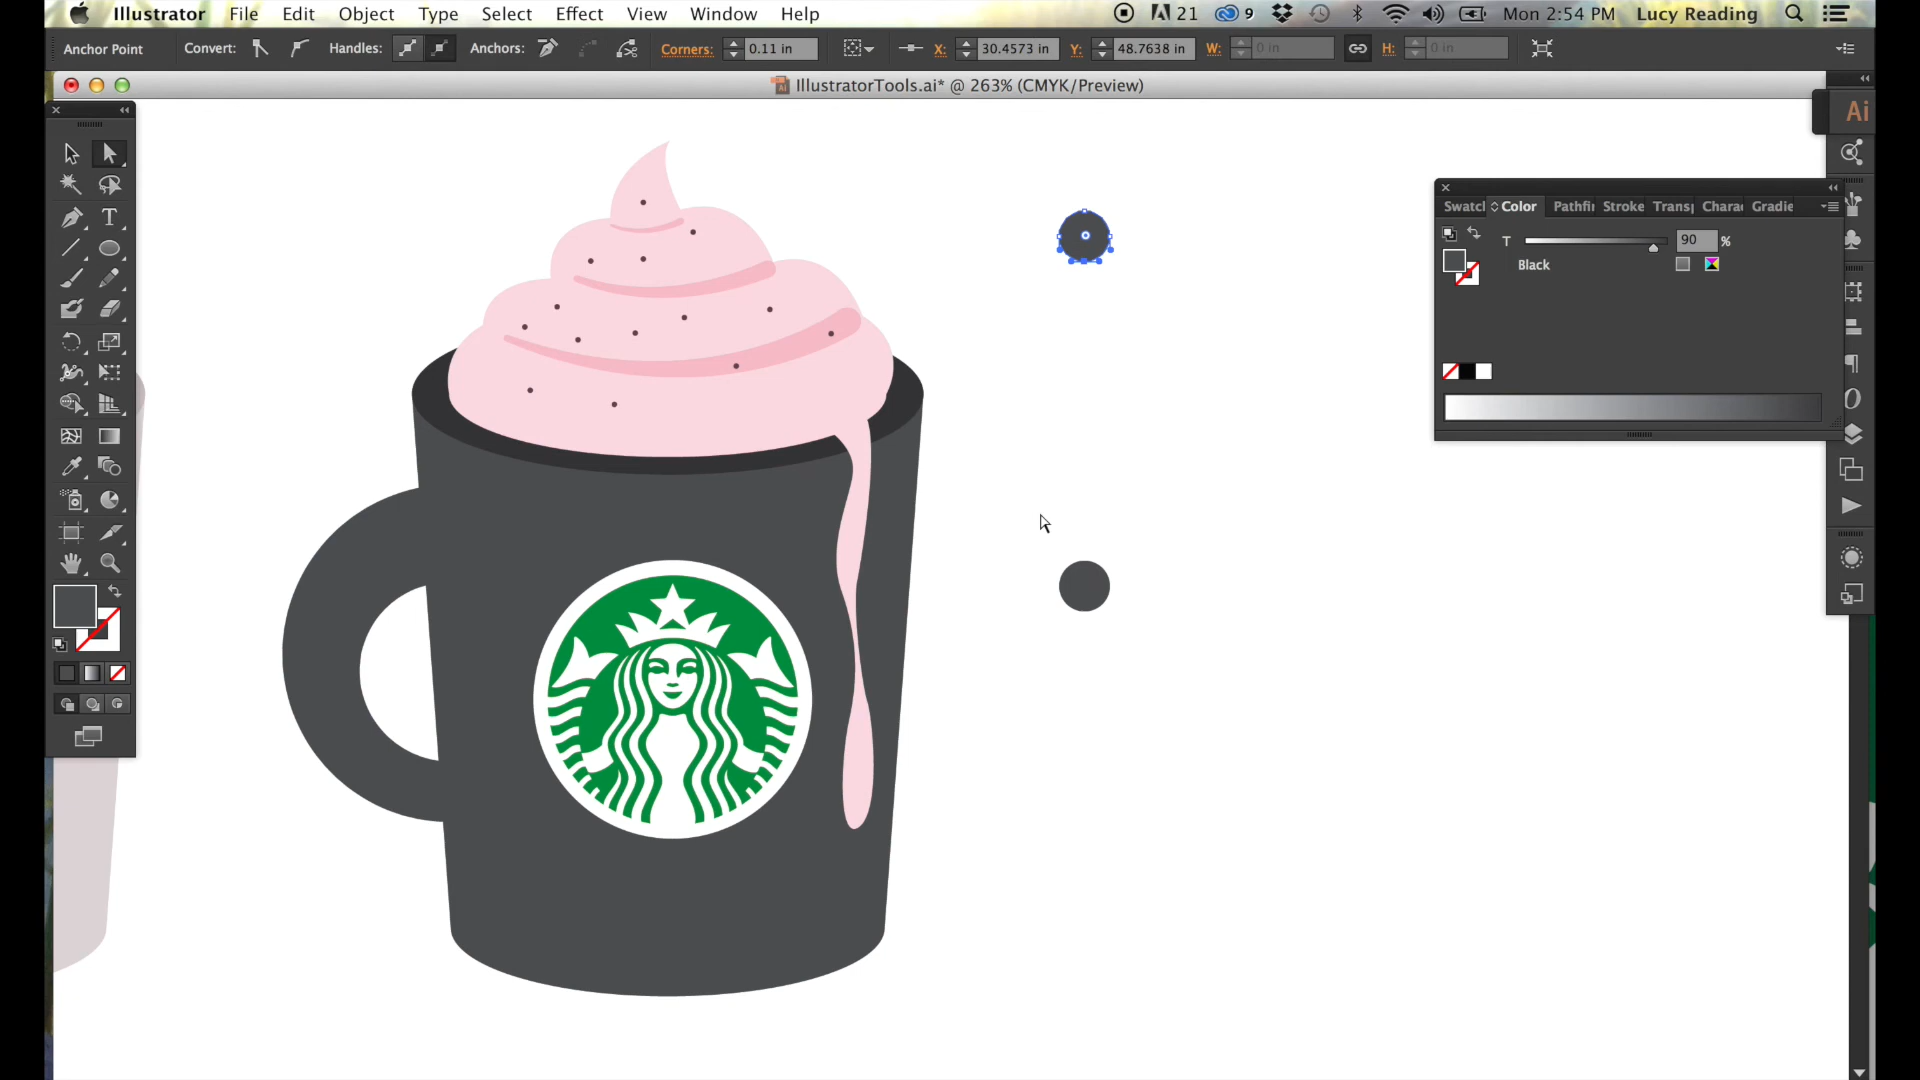 Illustrator File Edit Object Type Select Effect View Window Help 21 9 Mon 2:54 PM Lucy Reading
Anchor Point Convert: Handles: Anchors: Corners: 0.11 in X: 30.4573 in Y: 48.7638 in W: 0 in H: 0 in
IllustratorTools.ai* @ 263% (CMYK/Preview)
Ai
Swatcl Color Pathfi Stroke Transp Chara Gradie
T 90 %
Black